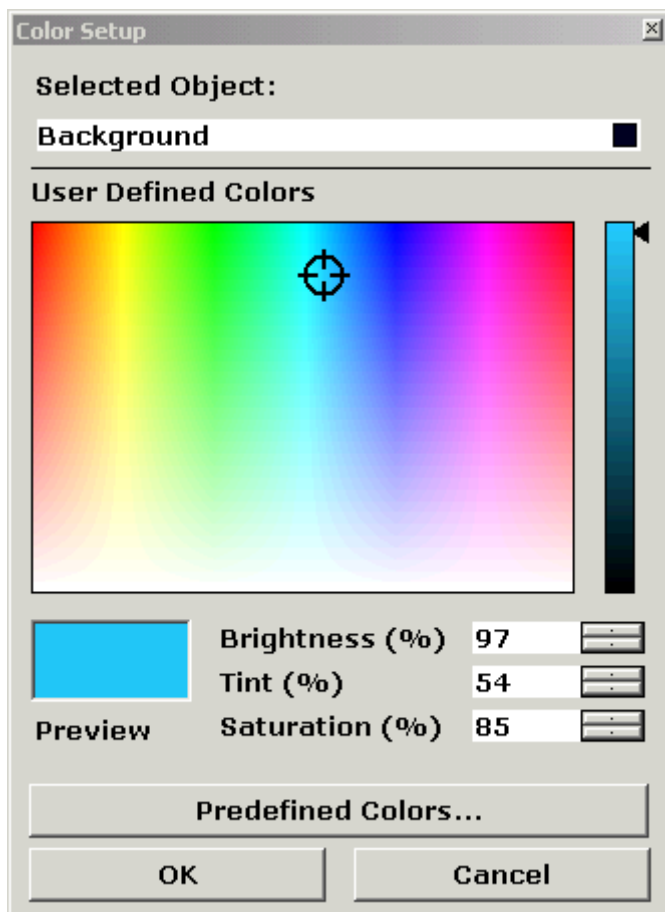 Color Setup
Selected Object:
Background
User Defined Colors
Brightness (%) 97
Tint (%) 54
Preview
Saturation (%) 85
Predefined Colors...
OK
Cancel